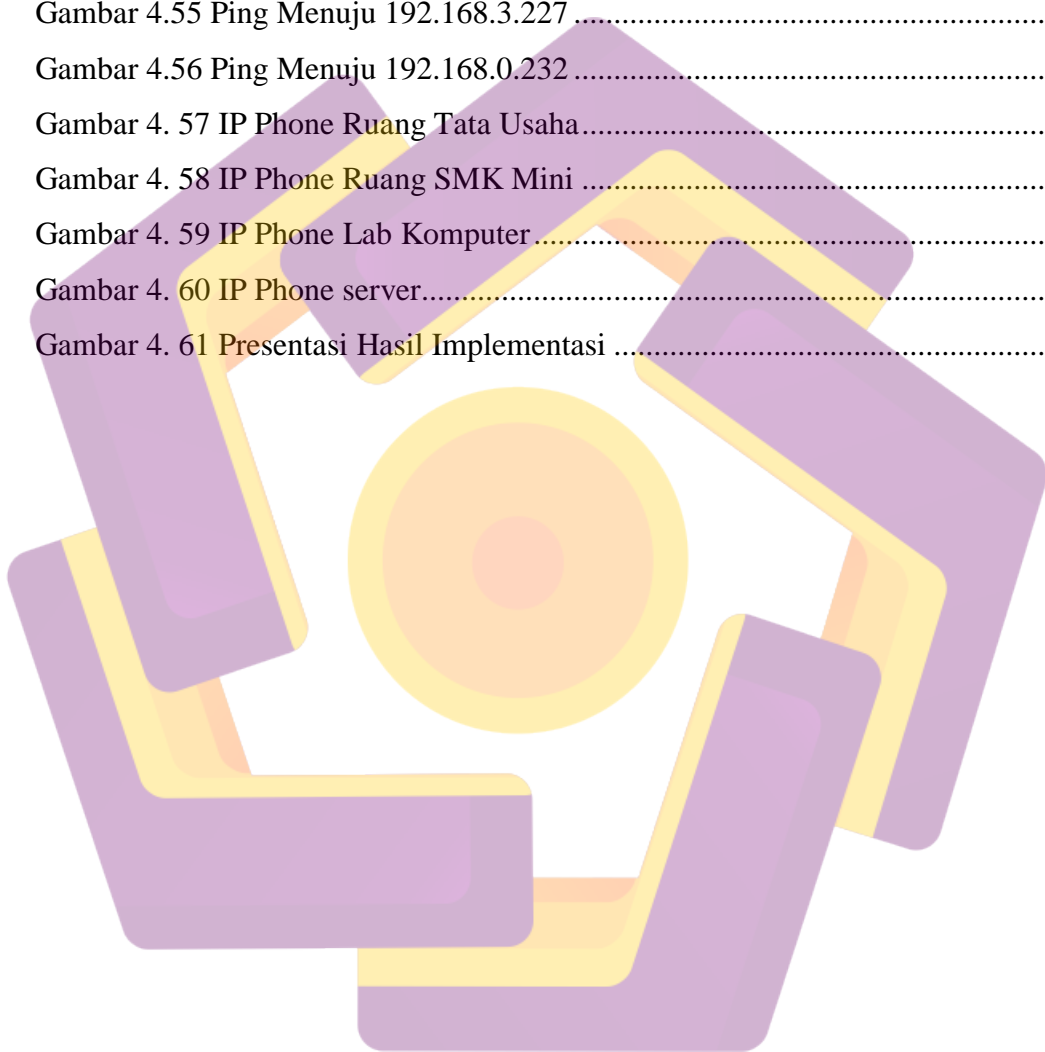 Gambar 4.55 Ping Menuju 192.168.3.227 ............................................................
Gambar 4.56 Ping Menuju 192.168.0.232 ............................................................
Gambar 4. 57 IP Phone Ruang Tata Usaha............................................................
Gambar 4. 58 IP Phone Ruang SMK Mini ............................................................
Gambar 4. 59 IP Phone Lab Komputer.................................................................
Gambar 4. 60 IP Phone server...............................................................................
Gambar 4. 61 Presentasi Hasil Implementasi .......................................................